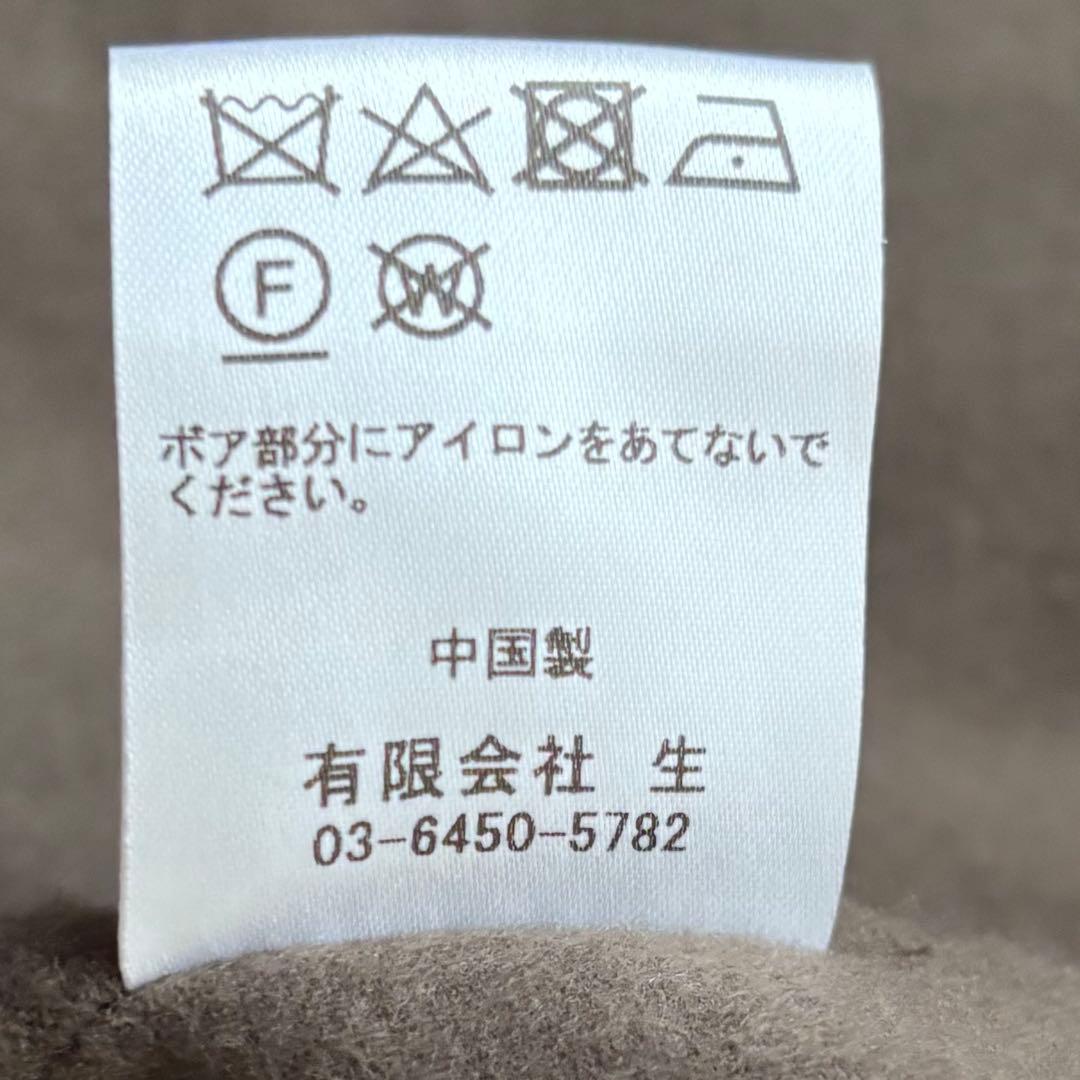 F W
ボア部分にアイロンをあてないで
ください。
中国製
有限会社 生
03-6450-5782